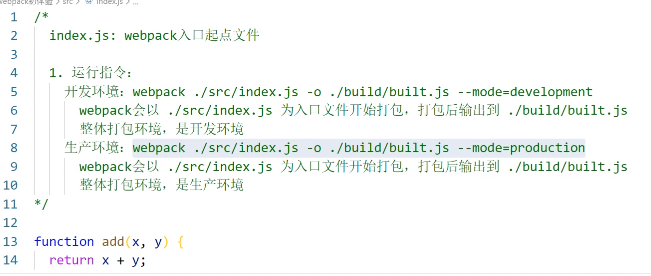 webpack初体验 > src > index.js > ...
1 /*
2 index.js: webpack入口起点文件
3
4 1. 运行指令:
5 开发环境：webpack ./src/index.js -o ./build/built.js --mode=development
6 webpack会以 ./src/index.js 为入口文件开始打包，打包后输出到 ./build/built.js
7 整体打包环境，是开发环境
8 生产环境：webpack ./src/index.js -o ./build/built.js --mode=production
9 webpack会以 ./src/index.js 为入口文件开始打包，打包后输出到 ./build/built.js
10 整体打包环境，是生产环境
11 */
12
13 function add(x, y) {
14 return x + y;